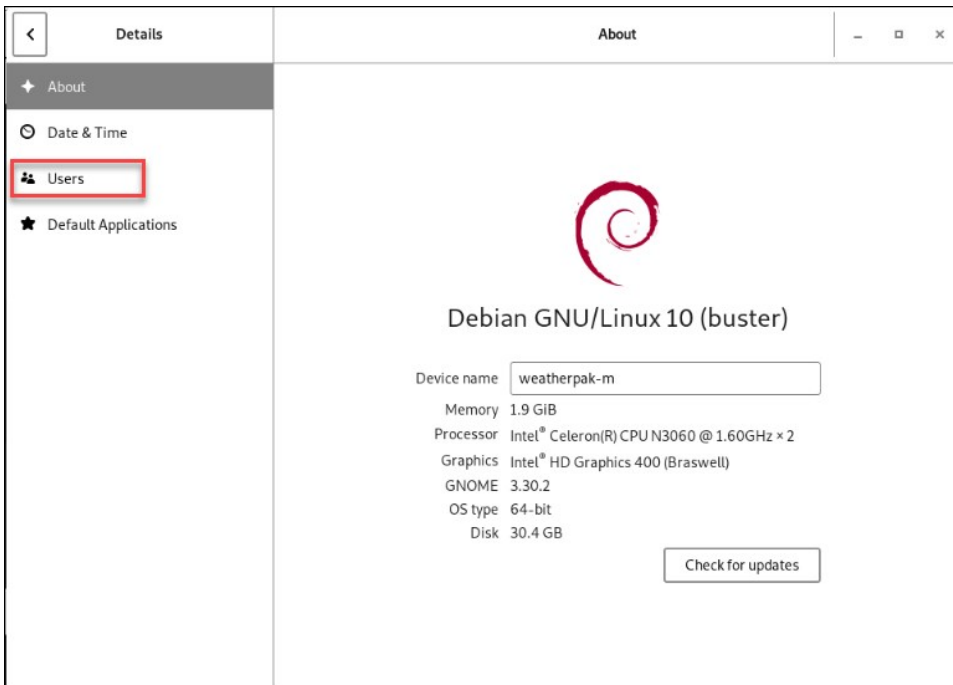 Details
About
About
Date & Time
Users
Default Applications
Debian GNU/Linux 10 (buster)
Device name weatherpak-m
Memory 1.9 GiB
Processor Intel® Celeron(R) CPU N3060 @ 1.60GHz × 2
Graphics Intel® HD Graphics 400 (Braswell)
GNOME 3.30.2
OS type 64-bit
Disk 30.4 GB
Check for updates